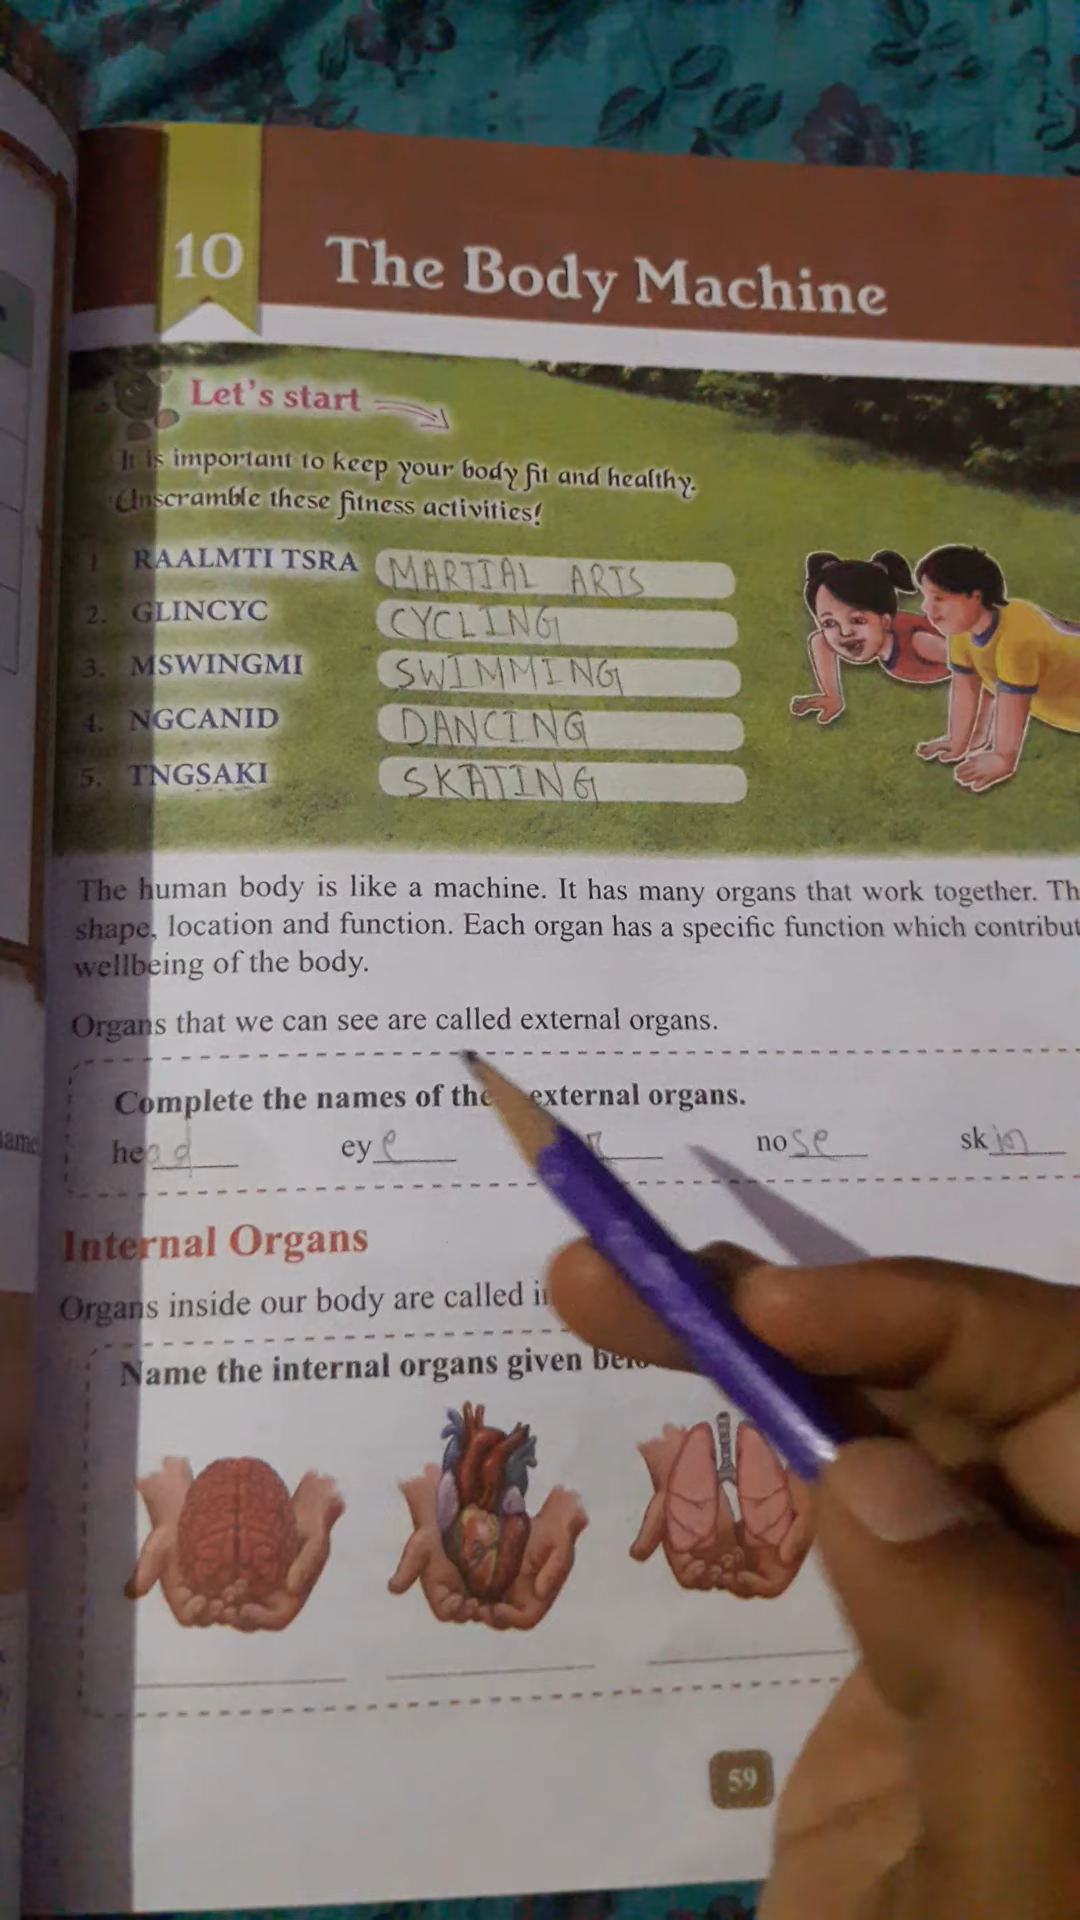 10
The Body Machine
Let's start
It is important to keep your body fit and healthy.
Unscramble these fitness activities!
1 RAALMTI TSRA MARTIAL ARTS
2. GLINCYC CYCLING
3. MSWINGMI SWIMMING
4. NGCANID DANCING
5. TNGSAKI SKATING
The human body is like a machine. It has many organs that work together. Th
shape, location and function. Each organ has a specific function which contribut
wellbeing of the body.
Organs that we can see are called external organs.
Complete the names of the external organs.
head eye nose skin
Internal Organs
Organs inside our body are called
Name the internal organs given
59